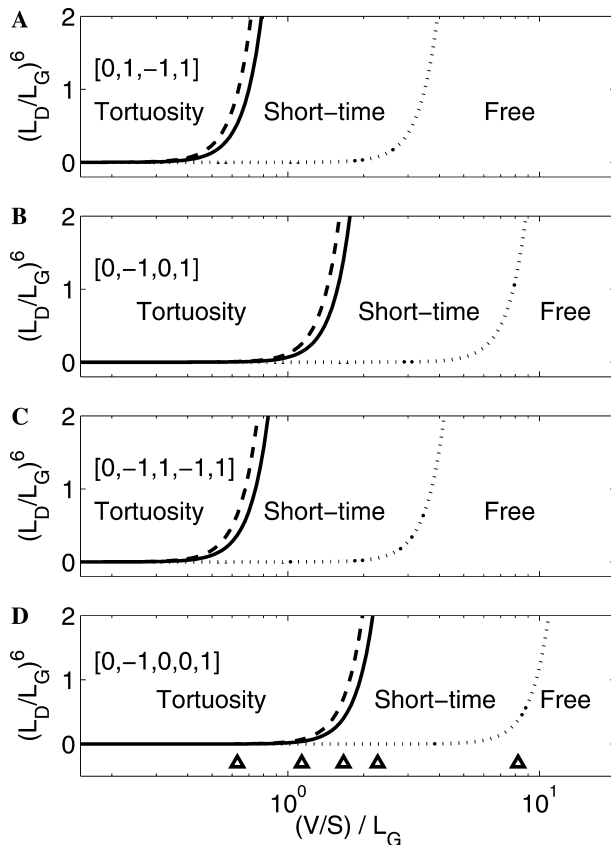 A
(L_D/L_G)^6
2
1
0
[0,1,−1,1]
Tortuosity Short−time Free
B
(L_D/L_G)^6
2
1
0
[0,−1,0,1]
Tortuosity Short−time Free
C
(L_D/L_G)^6
2
1
0
[0,−1,1,−1,1]
Tortuosity Short−time Free
D
(L_D/L_G)^6
2
1
0
[0,−1,0,0,1]
Tortuosity Short−time Free
10^0 10^1
(V/S) / L_G